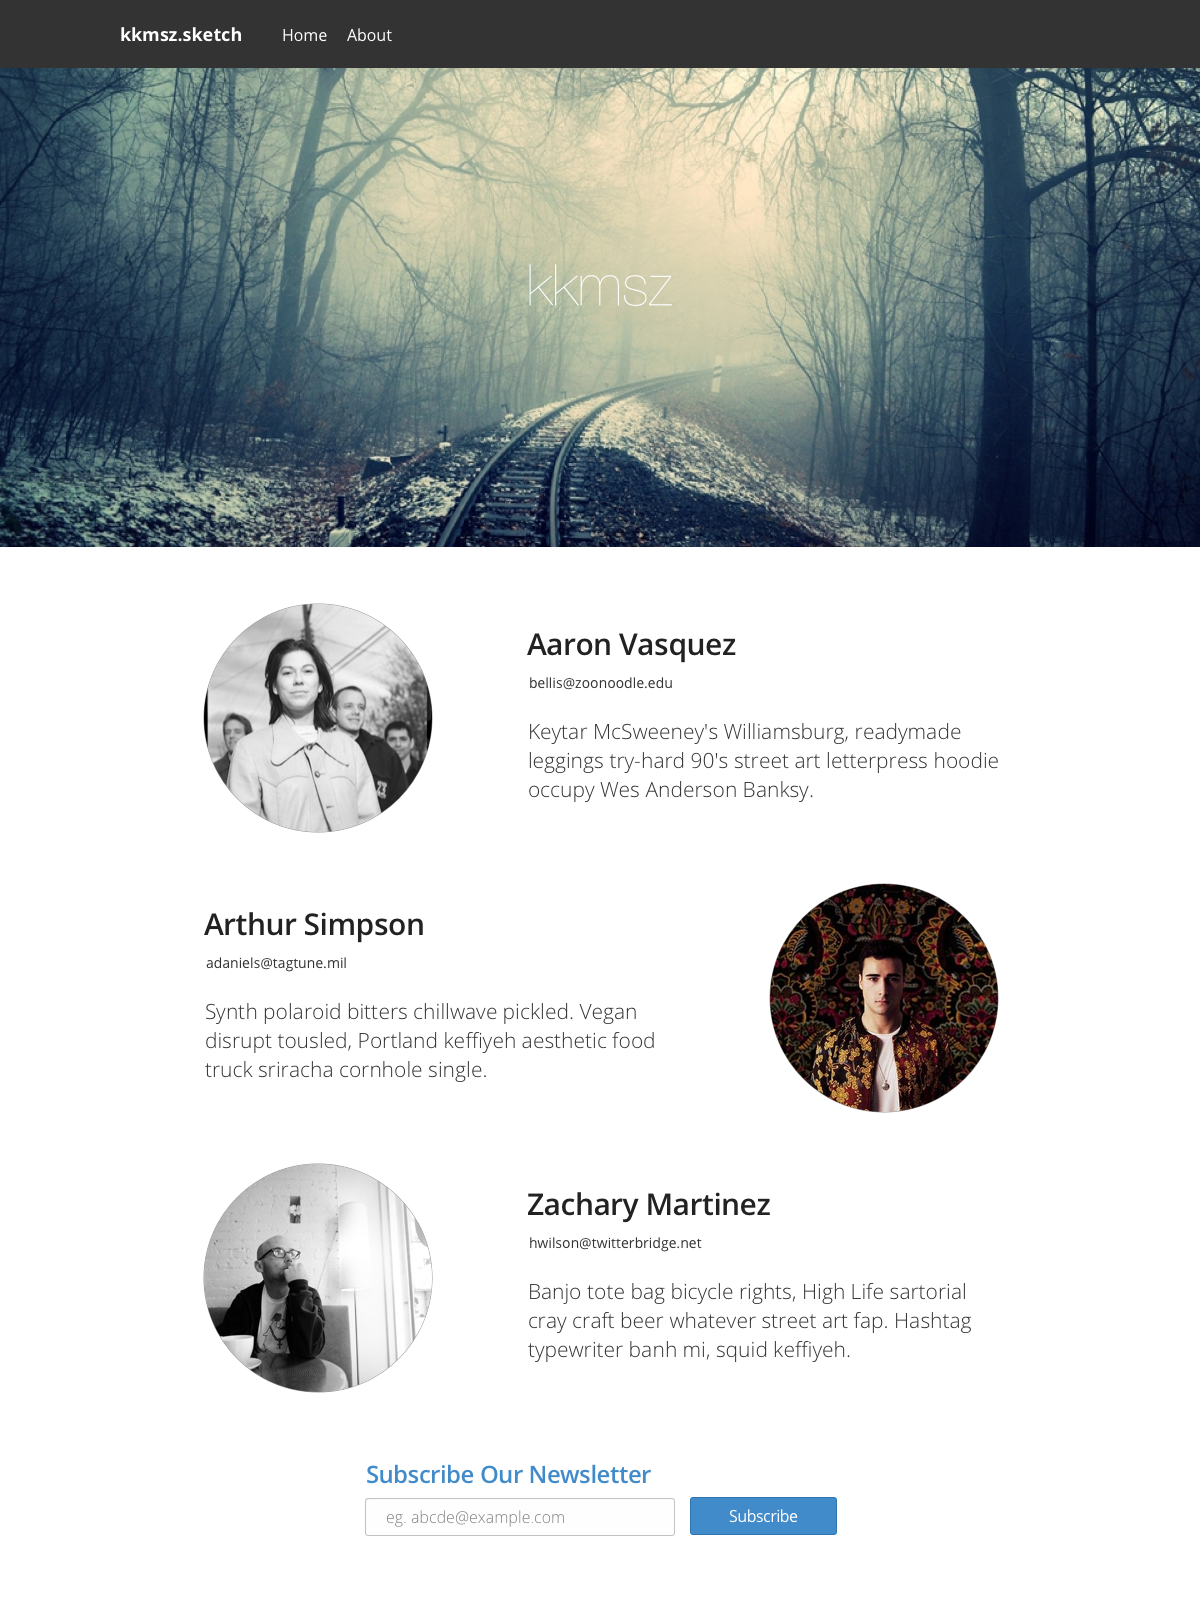 kkmsz.sketch Home About
kkmsz
Aaron Vasquez
bellis@zoonoodle.edu
Keytar McSweeney's Williamsburg, readymade
leggings try-hard 90's street art letterpress hoodie
occupy Wes Anderson Banksy.
Arthur Simpson
adaniels@tagtune.mil
Synth polaroid bitters chillwave pickled. Vegan
disrupt tousled, Portland keffiyeh aesthetic food
truck sriracha cornhole single.
Zachary Martinez
hwilson@twitterbridge.net
Banjo tote bag bicycle rights, High Life sartorial
cray craft beer whatever street art fap. Hashtag
typewriter banh mi, squid keffiyeh.
Subscribe Our Newsletter
eg. abcde@example.com Subscribe